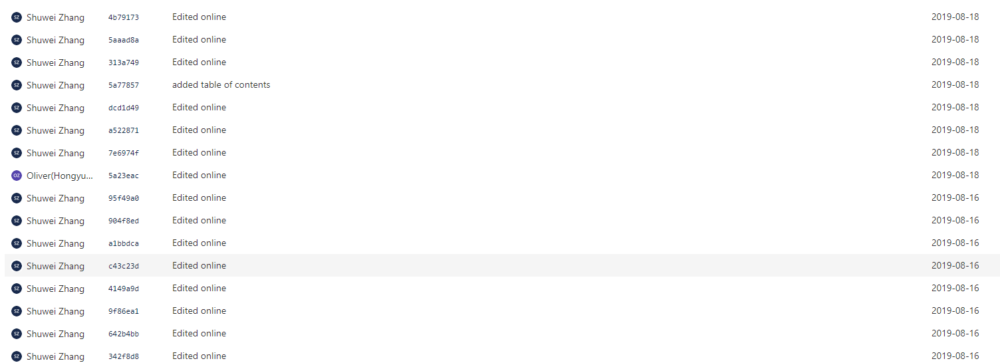 SZ Shuwei Zhang 4b79173 Edited online 2019-08-18
SZ Shuwei Zhang 5aaad8a Edited online 2019-08-18
SZ Shuwei Zhang 313a749 Edited online 2019-08-18
SZ Shuwei Zhang 5a77857 added table of contents 2019-08-18
SZ Shuwei Zhang dcd1d49 Edited online 2019-08-18
SZ Shuwei Zhang a522871 Edited online 2019-08-18
SZ Shuwei Zhang 7e6974f Edited online 2019-08-18
OZ Oliver(Hongyu... 5a23eac Edited online 2019-08-18
SZ Shuwei Zhang 95f49a0 Edited online 2019-08-16
SZ Shuwei Zhang 904f8ed Edited online 2019-08-16
SZ Shuwei Zhang a1bbdca Edited online 2019-08-16
SZ Shuwei Zhang c43c23d Edited online 2019-08-16
SZ Shuwei Zhang 4149a9d Edited online 2019-08-16
SZ Shuwei Zhang 9f86ea1 Edited online 2019-08-16
SZ Shuwei Zhang 642b4bb Edited online 2019-08-16
SZ Shuwei Zhang 342f8d8 Edited online 2019-08-16